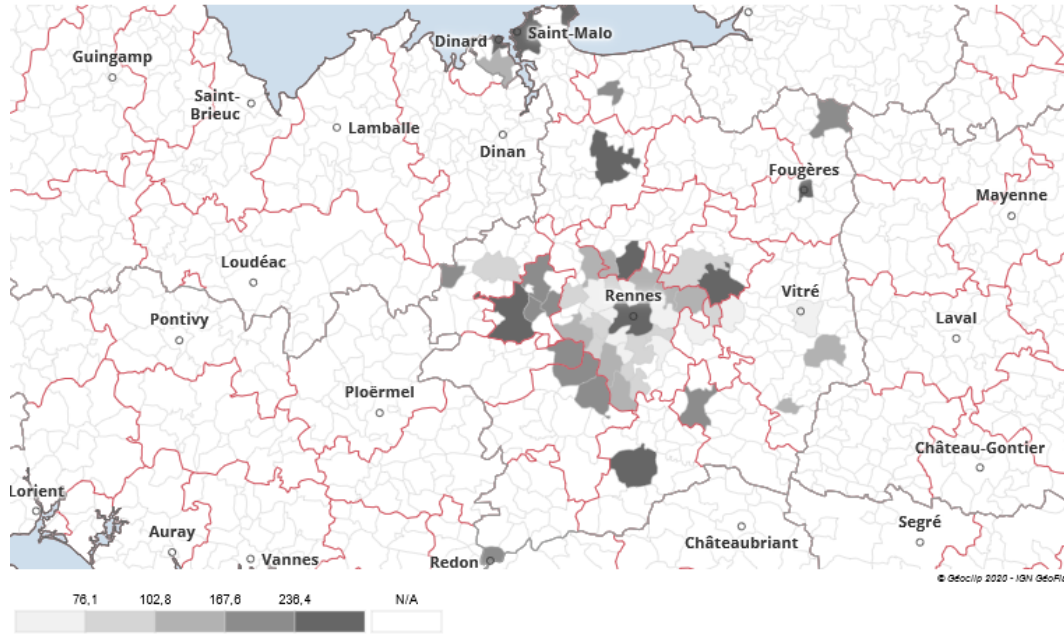 Dinard
Saint-Malo
Guingamp
Saint-
Brieuc
Lamballe
Dinan
Fougères
Mayenne
Loudéac
Rennes
Vitré
Pontivy
Laval
Ploërmel
Château-Gontier
Lorient
Segré
Auray
Châteaubriant
Vannes
Redon
© Géoclip 2020 - IGN GéoFla
76,1 102,8 167,6 236,4 N/A